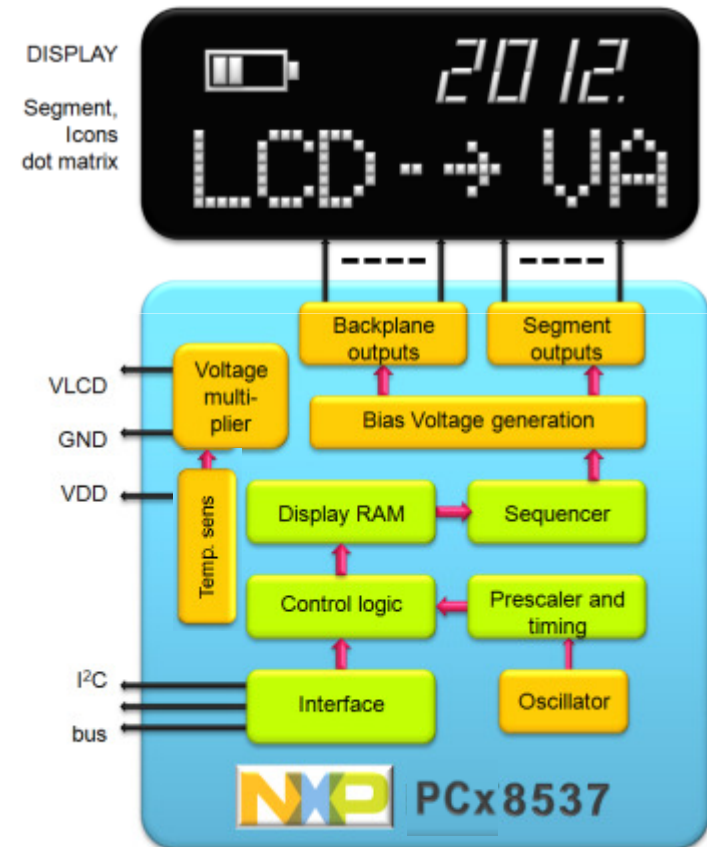 DISPLAY
Segment,
Icons
dot matrix
2012.
LCD-→ VA
Backplane
outputs
Segment
outputs
Voltage
multi-
plier
VLCD
GND
VDD
Bias Voltage generation
Temp. sens
Display RAM
Sequencer
Control logic
Prescaler and
timing
I²C
bus
Interface
Oscillator
NXP PCx8537